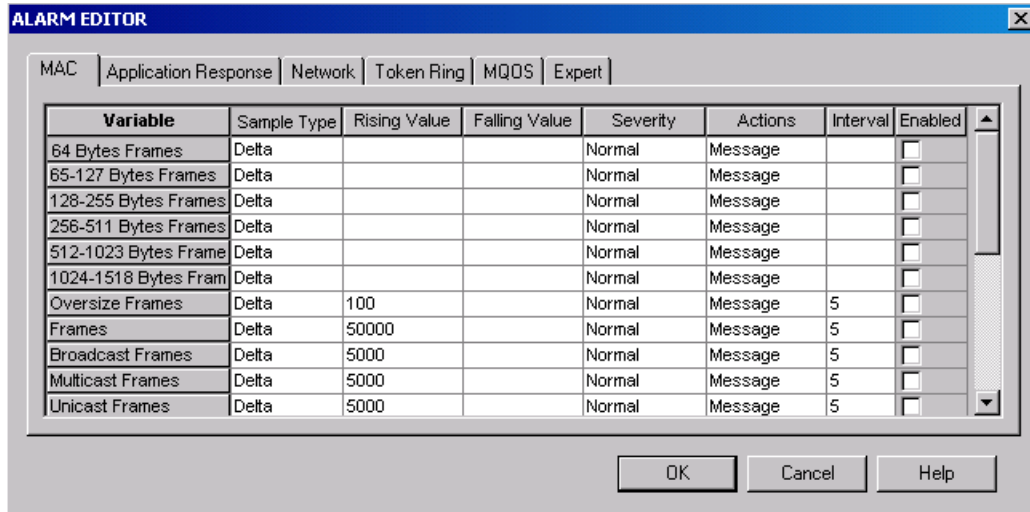 ALARM EDITOR
MAC Application Response Network Token Ring MQOS Expert
Variable Sample Type Rising Value Falling Value Severity Actions Interval Enabled
64 Bytes Frames Delta Normal Message
65-127 Bytes Frames Delta Normal Message
128-255 Bytes Frames Delta Normal Message
256-511 Bytes Frames Delta Normal Message
512-1023 Bytes Frame Delta Normal Message
1024-1518 Bytes Fram Delta Normal Message
Oversize Frames Delta 100 Normal Message 5
Frames Delta 50000 Normal Message 5
Broadcast Frames Delta 5000 Normal Message 5
Multicast Frames Delta 5000 Normal Message 5
Unicast Frames Delta 5000 Normal Message 5
OK Cancel Help